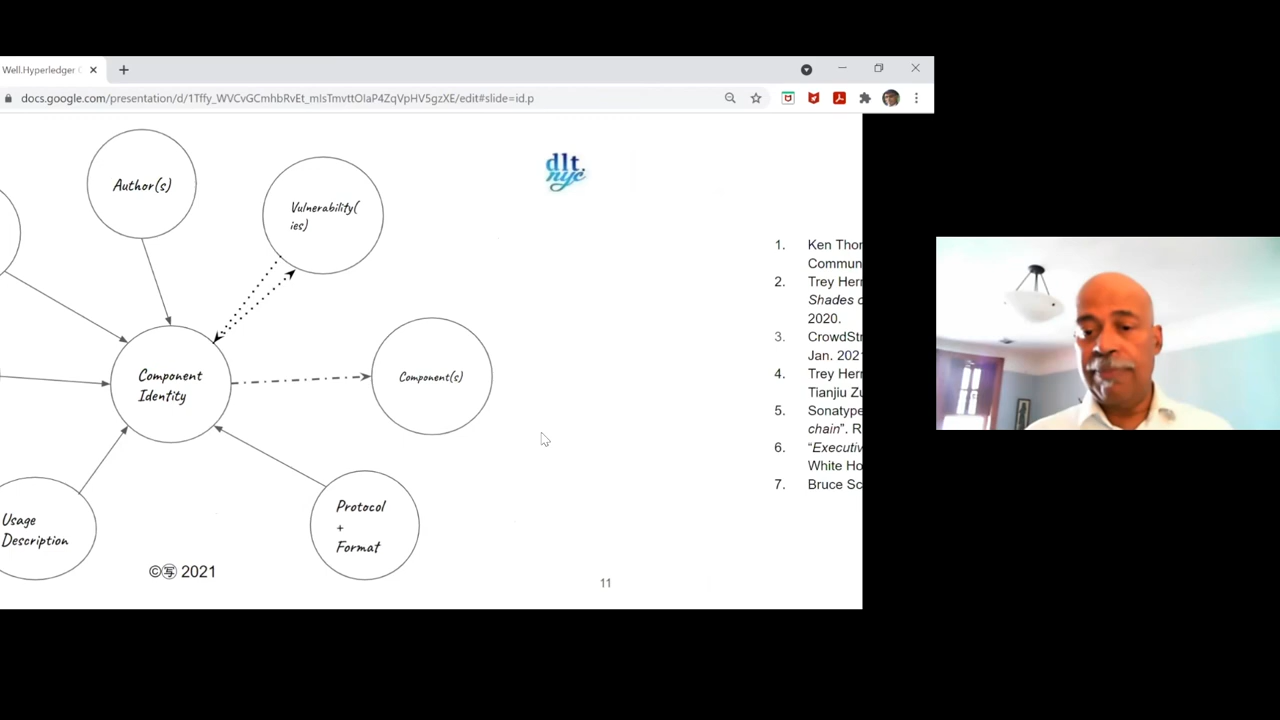 Well.Hyperledger
docs.google.com/presentation/d/1Tffy_WVCvGCmhbRvEt_mIsTmvttOIaP4ZqVpHV5gzXE/edit#slide=id.p
Author(s)
Vulnerability(
ies)
dlt.
nyc
Component
Identity
Component(s)
Usage
Description
Protocol
+
Format
©写 2021
11
1. Ken Thor
Commun
2. Trey Herr
Shades o
2020.
3. CrowdStr
Jan. 202
4. Trey Herr
Tianjiu Zu
5. Sonatype
chain". R
6. "Executiv
White Ho
7. Bruce Sc